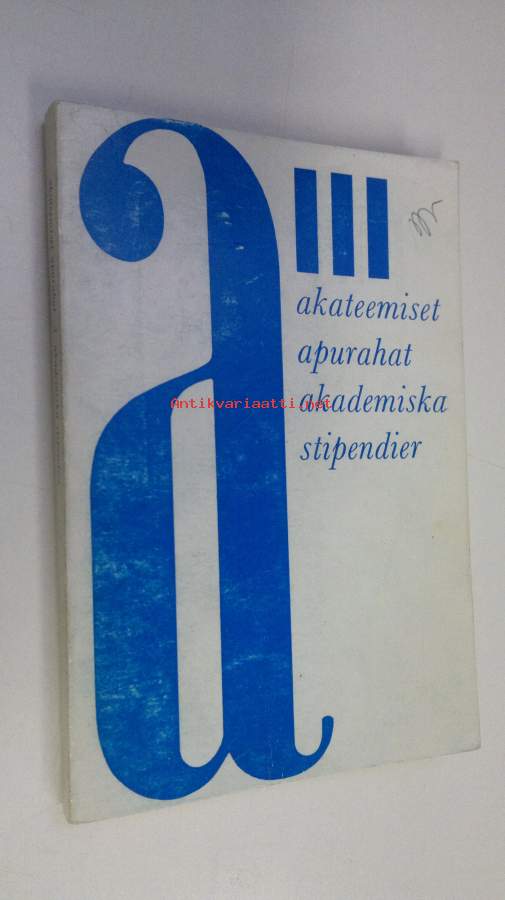 a III
akateemiset
apurahat
akademiska
stipendier
Antikvariaatti.net